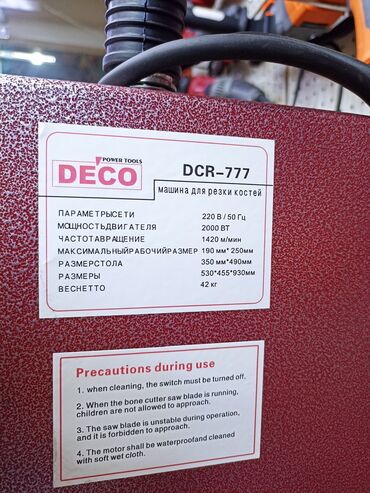 POWER TOOLS
DECO
DCR-777
машина для резки костей
ПАРАМЕТРЫСЕТИ 220 В / 50 Гц
МОЩНОСТЬДВИГАТЕЛЯ 2000 ВТ
ЧАСТОТАВРАЩЕНИЕ 1420 м/мин
МАКСИМАЛЬНЫЙРАБОЧИЙРАЗМЕР 190 мм* 250мм
РАЗМЕРСТОЛА 350 мм*490мм
РАЗМЕРЫ 530*455*930мм
ВЕСНЕТТО 42 кг
Precautions during use
1. when cleaning, the switch must be turned off.
2. When the bone cutter saw blade is running,
children are not allowed to approach.
3. The saw blade is unstable during operation,
and it is forbidden to approach.
4. The motor shall be waterproofand cleaned
with soft wet cloth.